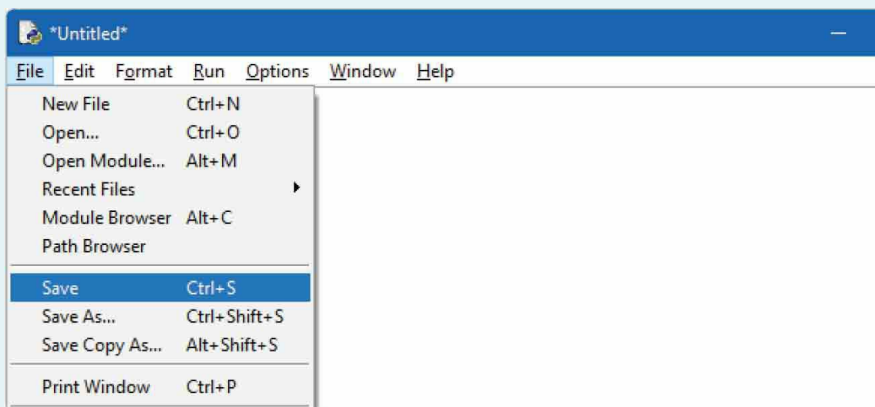 *Untitled*
File Edit Format Run Options Window Help
New File Ctrl+N
Open... Ctrl+O
Open Module... Alt+M
Recent Files
Module Browser Alt+C
Path Browser
Save Ctrl+S
Save As... Ctrl+Shift+S
Save Copy As... Alt+Shift+S
Print Window Ctrl+P